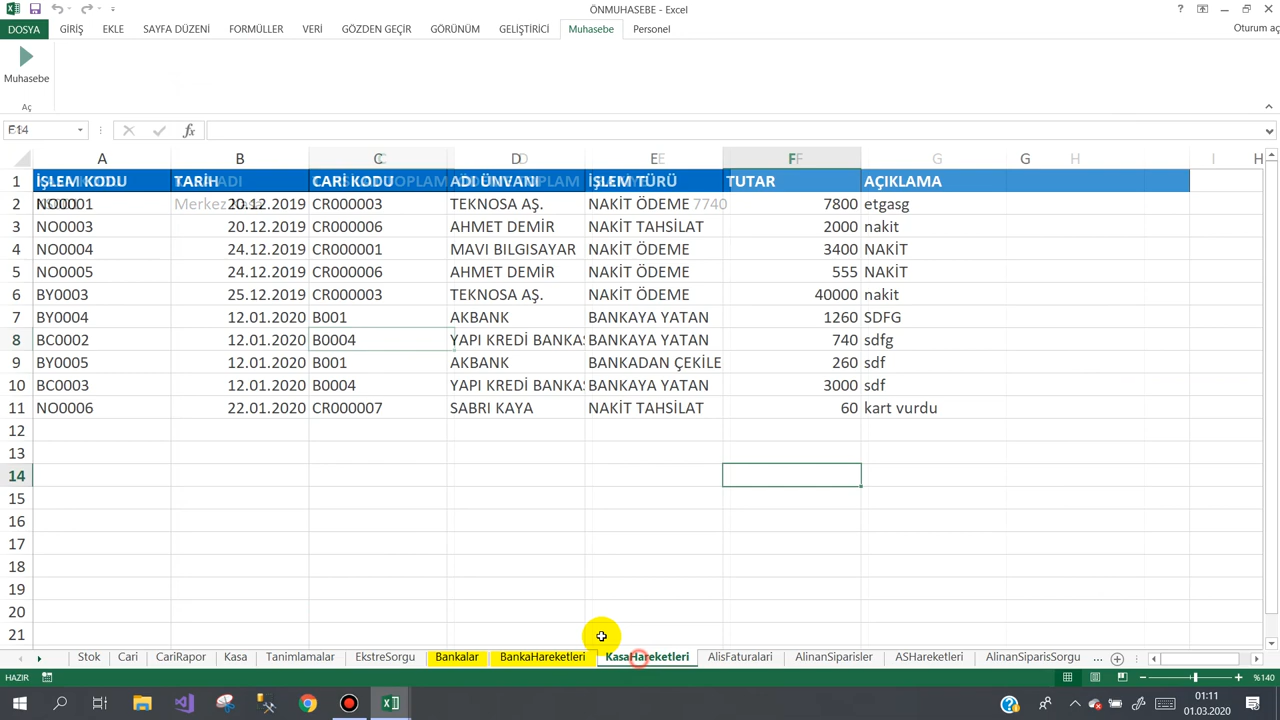 ÖNMUHASEBE - Excel
DOSYA GİRİŞ EKLE SAYFA DÜZENİ FORMÜLLER VERİ GÖZDEN GEÇİR GÖRÜNÜM GELİŞTİRİCİ Muhasebe Personel Oturum aç
Muhasebe
Aç
fx
A B C D E F G H
1 İŞLEM KODU TARİH CARİ KODU ADI ÜNVATI İŞLEM TÜRÜ TUTAR AÇIKLAMA
2 20.12.2019 CR000003 TEKNOSA AŞ. NAKİT ÖDEME 7740 7800 etgasg
3 NO0003 20.12.2019 CR000006 AHMET DEMİR NAKİT TAHSİLAT 2000 nakit
4 NO0004 24.12.2019 CR000001 MAVI BILGISAYAR NAKİT ÖDEME 3400 NAKİT
5 NO0005 24.12.2019 CR000006 AHMET DEMİR NAKİT ÖDEME 555 NAKİT
6 BY0003 25.12.2019 CR000003 TEKNOSA AŞ. NAKİT ÖDEME 40000 nakit
7 BY0004 12.01.2020 B001 AKBANK BANKAYA YATAN 1260 SDFG
8 BC0002 12.01.2020 B0004 YAPI KREDİ BANKAS BANKAYA YATAN 740 sdfg
9 BY0005 12.01.2020 B001 AKBANK BANKADAN ÇEKİLE 260 sdf
10 BC0003 12.01.2020 B0004 YAPI KREDİ BANKAS BANKAYA YATAN 3000 sdf
11 NO0006 22.01.2020 CR000007 SABRI KAYA NAKİT TAHSİLAT 60 kart vurdu
12
13
14
15
16
17
18
19
20
21
Stok Cari CariRapor Kasa Tanimlamalar EkstreSorgu Bankalar BankaHareketleri KasaHareketleri AlisFaturalari AlinanSiparisler ASHareketleri AlinanSiparisSorgu ...
HAZIR %140
01:11
01.03.2020